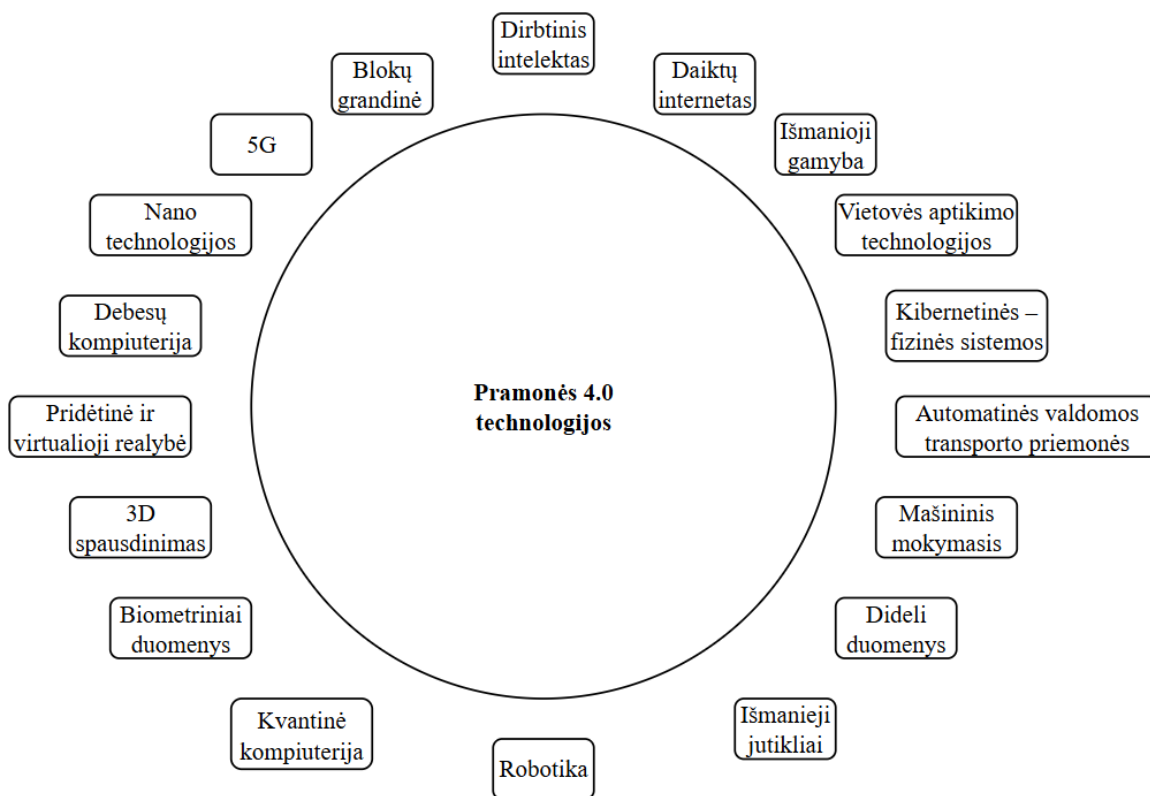 Dirbtinis
intelektas
Daiktų
internetas
Išmanioji
gamyba
Vietovės aptikimo
technologijos
Kibernetinės –
fizinės sistemos
Automatinės valdomos
transporto priemonės
Mašininis
mokymasis
Dideli
duomenys
Išmanieji
jutikliai
Robotika
Kvantinė
kompiuterija
Biometriniai
duomenys
3D
spausdinimas
Pridėtinė ir
virtualioji realybė
Debesų
kompiuterija
Nano
technologijos
5G
Blokų
grandinė
Pramonės 4.0
technologijos